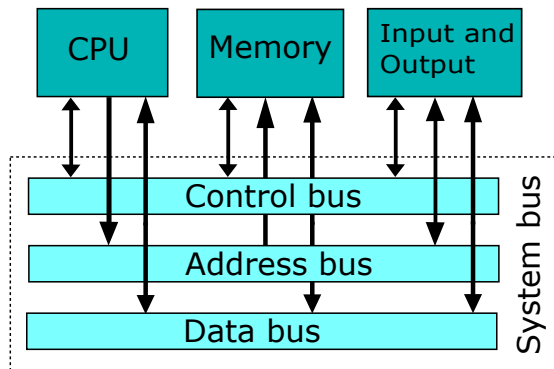 CPU
Memory
Input and
Output
Control bus
Address bus
Data bus
System bus